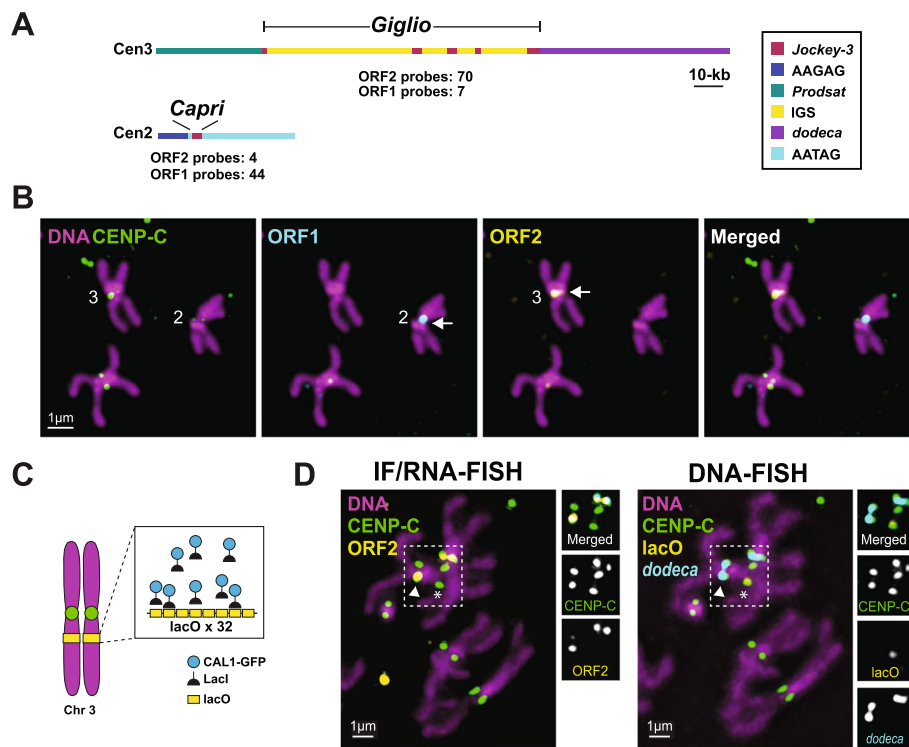 A
Giglio
Cen3
ORF2 probes: 70
ORF1 probes: 7
10-kb
Capri
Cen2
ORF2 probes: 4
ORF1 probes: 44
Jockey-3
AAGAG
Prodsat
IGS
dodeca
AATAG
B
DNA CENP-C
3
2
1µm
ORF1
2
ORF2
3
Merged
C
lacO x 32
CAL1-GFP
LacI
lacO
Chr 3
D
IF/RNA-FISH
DNA
CENP-C
ORF2
*
1µm
Merged
CENP-C
ORF2
DNA-FISH
DNA
CENP-C
lacO
dodeca
*
1µm
Merged
CENP-C
lacO
dodeca